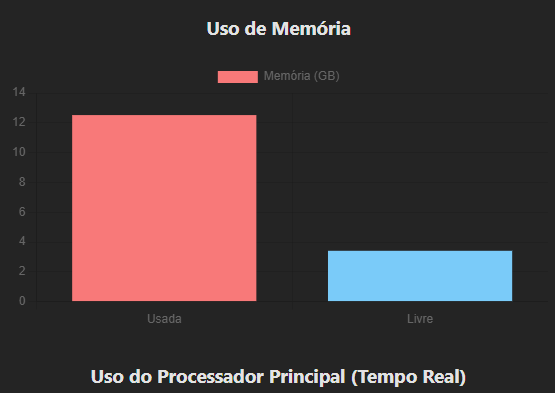 Uso de Memória
Memória (GB)
14
12
10
8
6
4
2
0
Usada Livre
Uso do Processador Principal (Tempo Real)